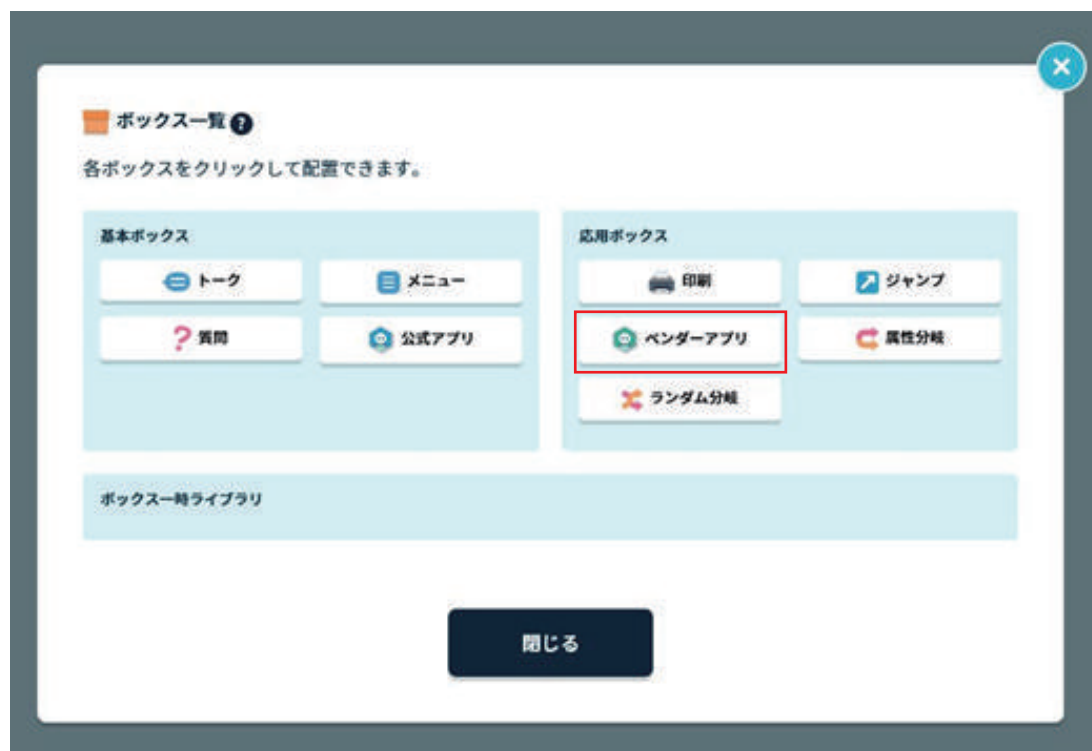 ボックス一覧 ?
各ボックスをクリックして配置できます。
基本ボックス
トーク
メニュー
? 質問
公式アプリ
応用ボックス
印刷
ジャンプ
ベンダーアプリ
属性分岐
ランダム分岐
ボックス一時ライブラリ
閉じる